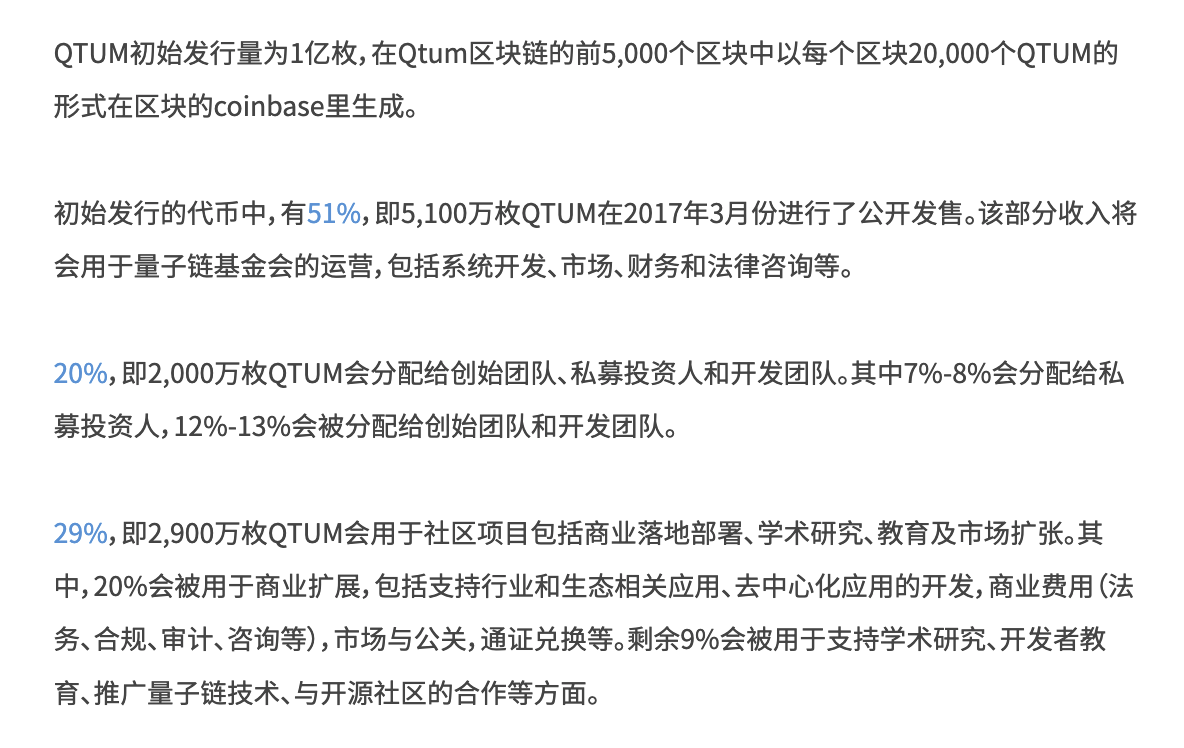 QTUM初始发行量为1亿枚，在Qtum区块链的前5,000个区块中以每个区块20,000个QTUM的
形式在区块的coinbase里生成。
初始发行的代币中，有51%，即5,100万枚QTUM在2017年3月份进行了公开发售。该部分收入将
会用于量子链基金会的运营，包括系统开发、市场、财务和法律咨询等。
20%，即2,000万枚QTUM会分配给创始团队、私募投资人和开发团队。其中7%-8%会分配给私
募投资人，12%-13%会被分配给创始团队和开发团队。
29%，即2,900万枚QTUM会用于社区项目包括商业落地部署、学术研究、教育及市场扩张。其
中，20%会被用于商业扩展，包括支持行业和生态相关应用、去中心化应用的开发，商业费用（法
务、合规、审计、咨询等），市场与公关，通证兑换等。剩余9%会被用于支持学术研究、开发者教
育、推广量子链技术、与开源社区的合作等方面。